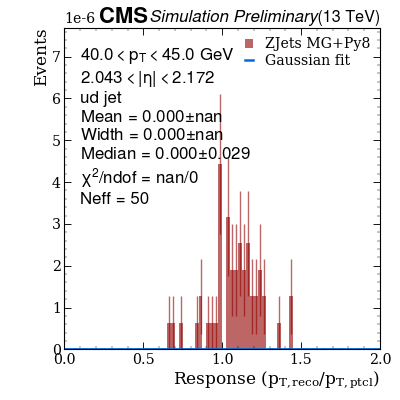 1e-6 CMS Simulation Preliminary (13 TeV)
Events
ZJets MG+Py8
Gaussian fit
40.0 < p_T < 45.0 GeV
2.043 < |η| < 2.172
ud jet
Mean = 0.000±nan
Width = 0.000±nan
Median = 0.000±0.029
χ²/ndof = nan/0
Neff = 50
7
6
5
4
3
2
1
0
0.0 0.5 1.0 1.5 2.0
Response (p_T,reco/p_T,ptcl)